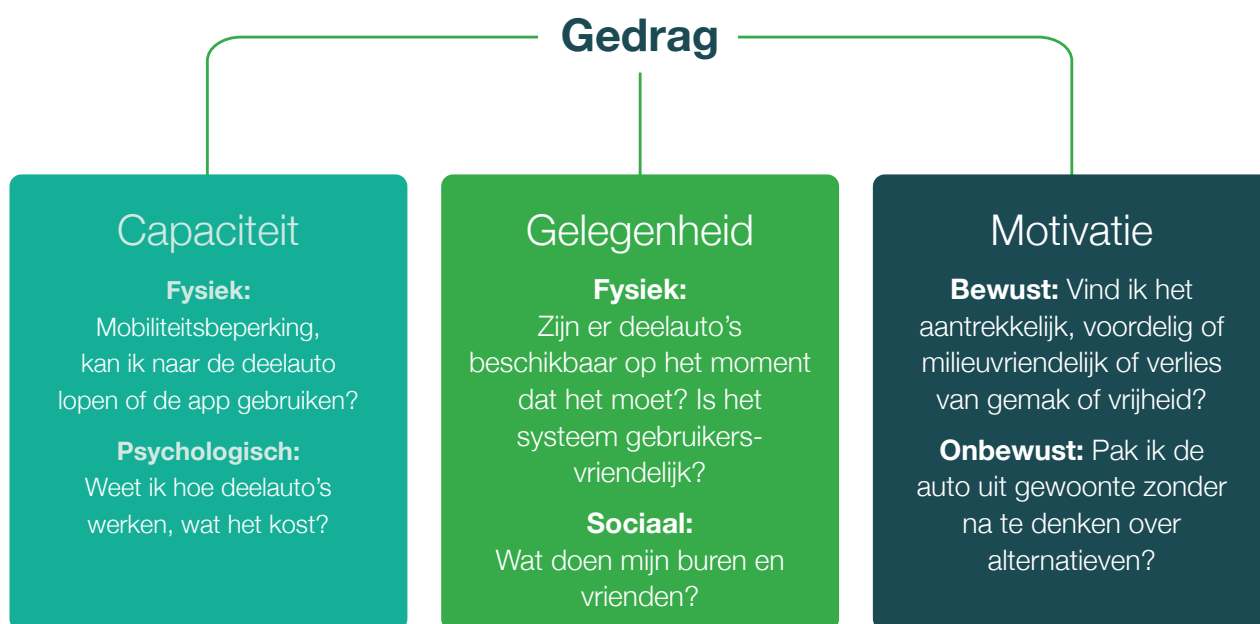 Gedrag
Capaciteit
Fysiek:
Mobiliteitsbeperking,
kan ik naar de deelauto
lopen of de app gebruiken?
Psychologisch:
Weet ik hoe deelauto's
werken, wat het kost?
Gelegenheid
Fysiek:
Zijn er deelauto's
beschikbaar op het moment
dat het moet? Is het
systeem gebruikers-
vriendelijk?
Sociaal:
Wat doen mijn buren en
vrienden?
Motivatie
Bewust: Vind ik het
aantrekkelijk, voordelig of
milieuvriendelijk of verlies
van gemak of vrijheid?
Onbewust: Pak ik de
auto uit gewoonte zonder
na te denken over
alternatieven?